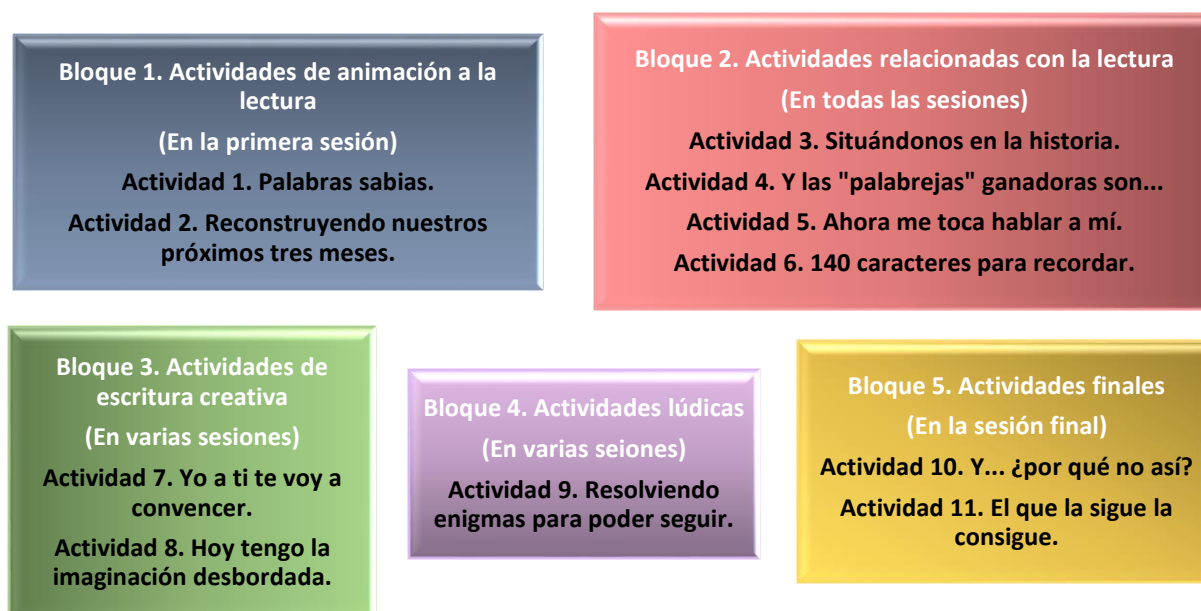 Bloque 1. Actividades de animación a la
lectura
(En la primera sesión)
Actividad 1. Palabras sabias.
Actividad 2. Reconstruyendo nuestros
próximos tres meses.
Bloque 2. Actividades relacionadas con la lectura
(En todas las sesiones)
Actividad 3. Situándonos en la historia.
Actividad 4. Y las "palabrejas" ganadoras son...
Actividad 5. Ahora me toca hablar a mí.
Actividad 6. 140 caracteres para recordar.
Bloque 3. Actividades de
escritura creativa
(En varias sesiones)
Actividad 7. Yo a ti te voy a
convencer.
Actividad 8. Hoy tengo la
imaginación desbordada.
Bloque 4. Actividades lúdicas
(En varias seiones)
Actividad 9. Resolviendo
enigmas para poder seguir.
Bloque 5. Actividades finales
(En la sesión final)
Actividad 10. Y... ¿por qué no así?
Actividad 11. El que la sigue la
consigue.